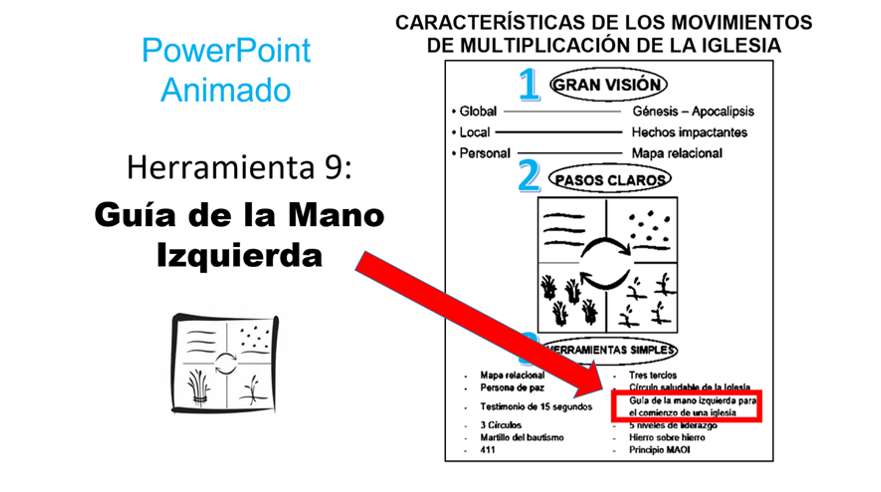 PowerPoint
Animado
Herramienta 9:
Guía de la Mano
Izquierda
CARACTERÍSTICAS DE LOS MOVIMIENTOS
DE MULTIPLICACIÓN DE LA IGLESIA
1 GRAN VISIÓN
• Global Génesis – Apocalipsis
• Local Hechos impactantes
• Personal Mapa relacional
2 PASOS CLAROS
3 HERRAMIENTAS SIMPLES
- Mapa relacional - Tres tercios
- Persona de paz - Círculo saludable de la Iglesia
- Testimonio de 15 segundos Guía de la mano izquierda para
el comienzo de una iglesia
- 3 Círculos - 5 niveles de liderazgo
- Martillo del bautismo - Hierro sobre hierro
- 411 - Principio MAOI